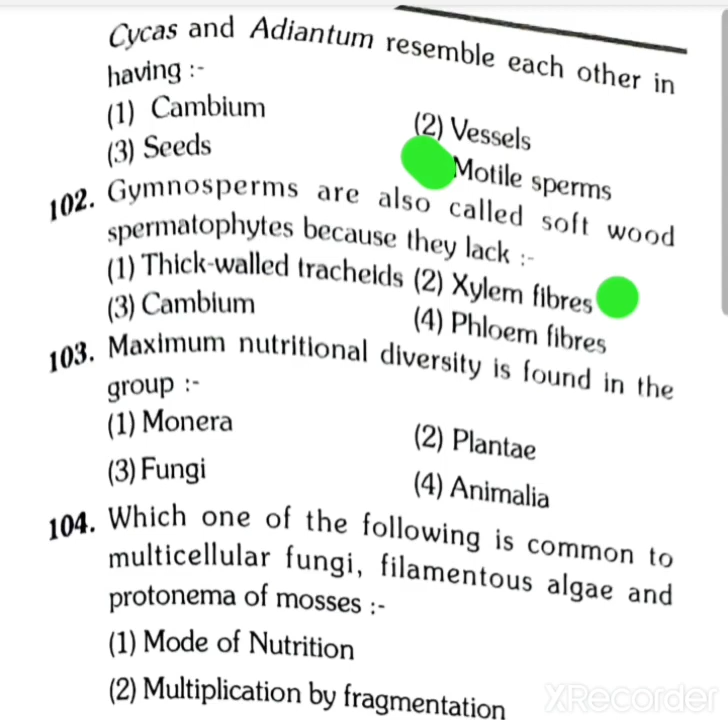 Cycas and Adiantum resemble each other in
having :-
(1) Cambium (2) Vessels
(3) Seeds Motile sperms
102. Gymnosperms are also called soft wood
spermatophytes because they lack :-
(1) Thick-walled tracheids (2) Xylem fibres
(3) Cambium (4) Phloem fibres
103. Maximum nutritional diversity is found in the
group :-
(1) Monera (2) Plantae
(3) Fungi (4) Animalia
104. Which one of the following is common to
multicellular fungi, filamentous algae and
protonema of mosses :-
(1) Mode of Nutrition
(2) Multiplication by fragmentation
XRecorder